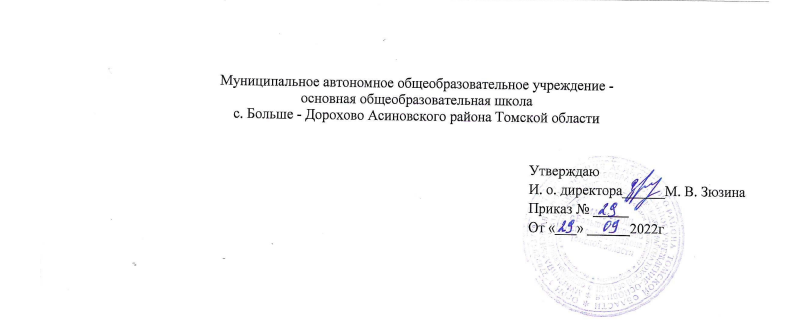 Муниципальное автономное общеобразовательное учреждение -
основная общеобразовательная школа
с. Больше - Дорохово Асиновского района Томской области
Утверждаю
И. о. директора ______ М. В. Зюзина
Приказ № 29
От «29» 09 2022г